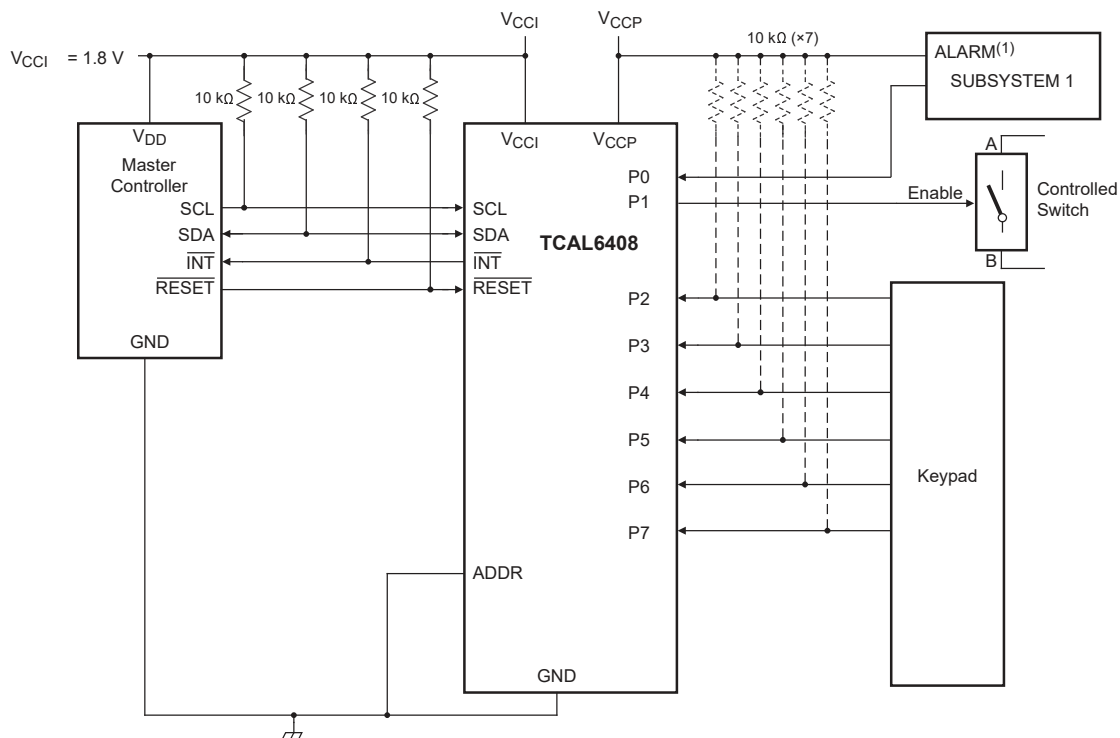 VCCI
VCCP
VCCI = 1.8 V
10 kΩ (×7)
ALARM(1)
SUBSYSTEM 1
10 kΩ
10 kΩ
10 kΩ
10 kΩ
VDD
Master
Controller
VCCI
VCCP
A
P0
Enable
Controlled
Switch
SCL
SCL
P1
SDA
SDA
TCAL6408
INT
INT
B
RESET
RESET
P2
GND
P3
P4
P5
Keypad
P6
P7
ADDR
GND